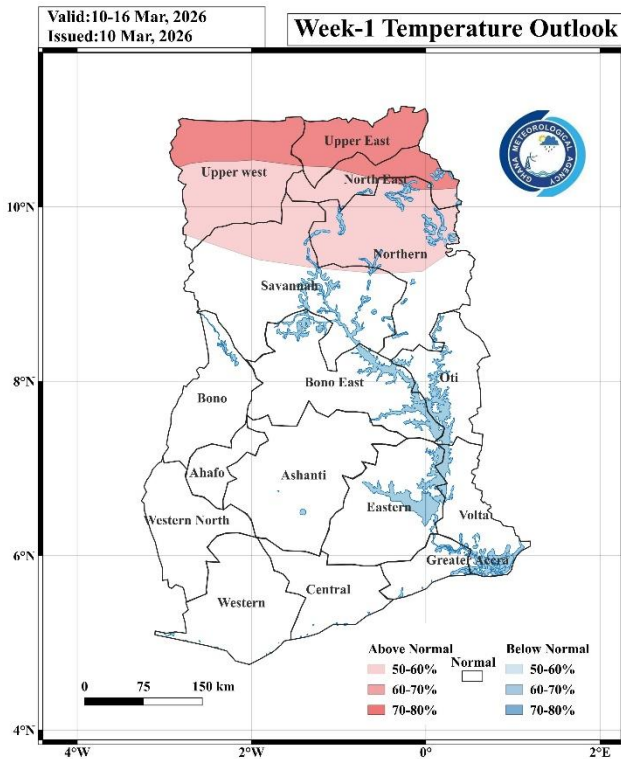 Valid:10-16 Mar, 2026
Issued:10 Mar, 2026
Week-1 Temperature Outlook
GHANA METEOROLOGICAL AGENCY
Upper East
Upper west
North East
10°N
Northern
Savannah
8°N
Bono East
Oti
Bono
Ahafo
Ashanti
Western North
Eastern
Volta
6°N
Greater Accra
Central
Western
Above Normal
Normal
Below Normal
50-60%
50-60%
60-70%
60-70%
70-80%
70-80%
0 75 150 km
4°N
4°W
2°W
0°
2°E